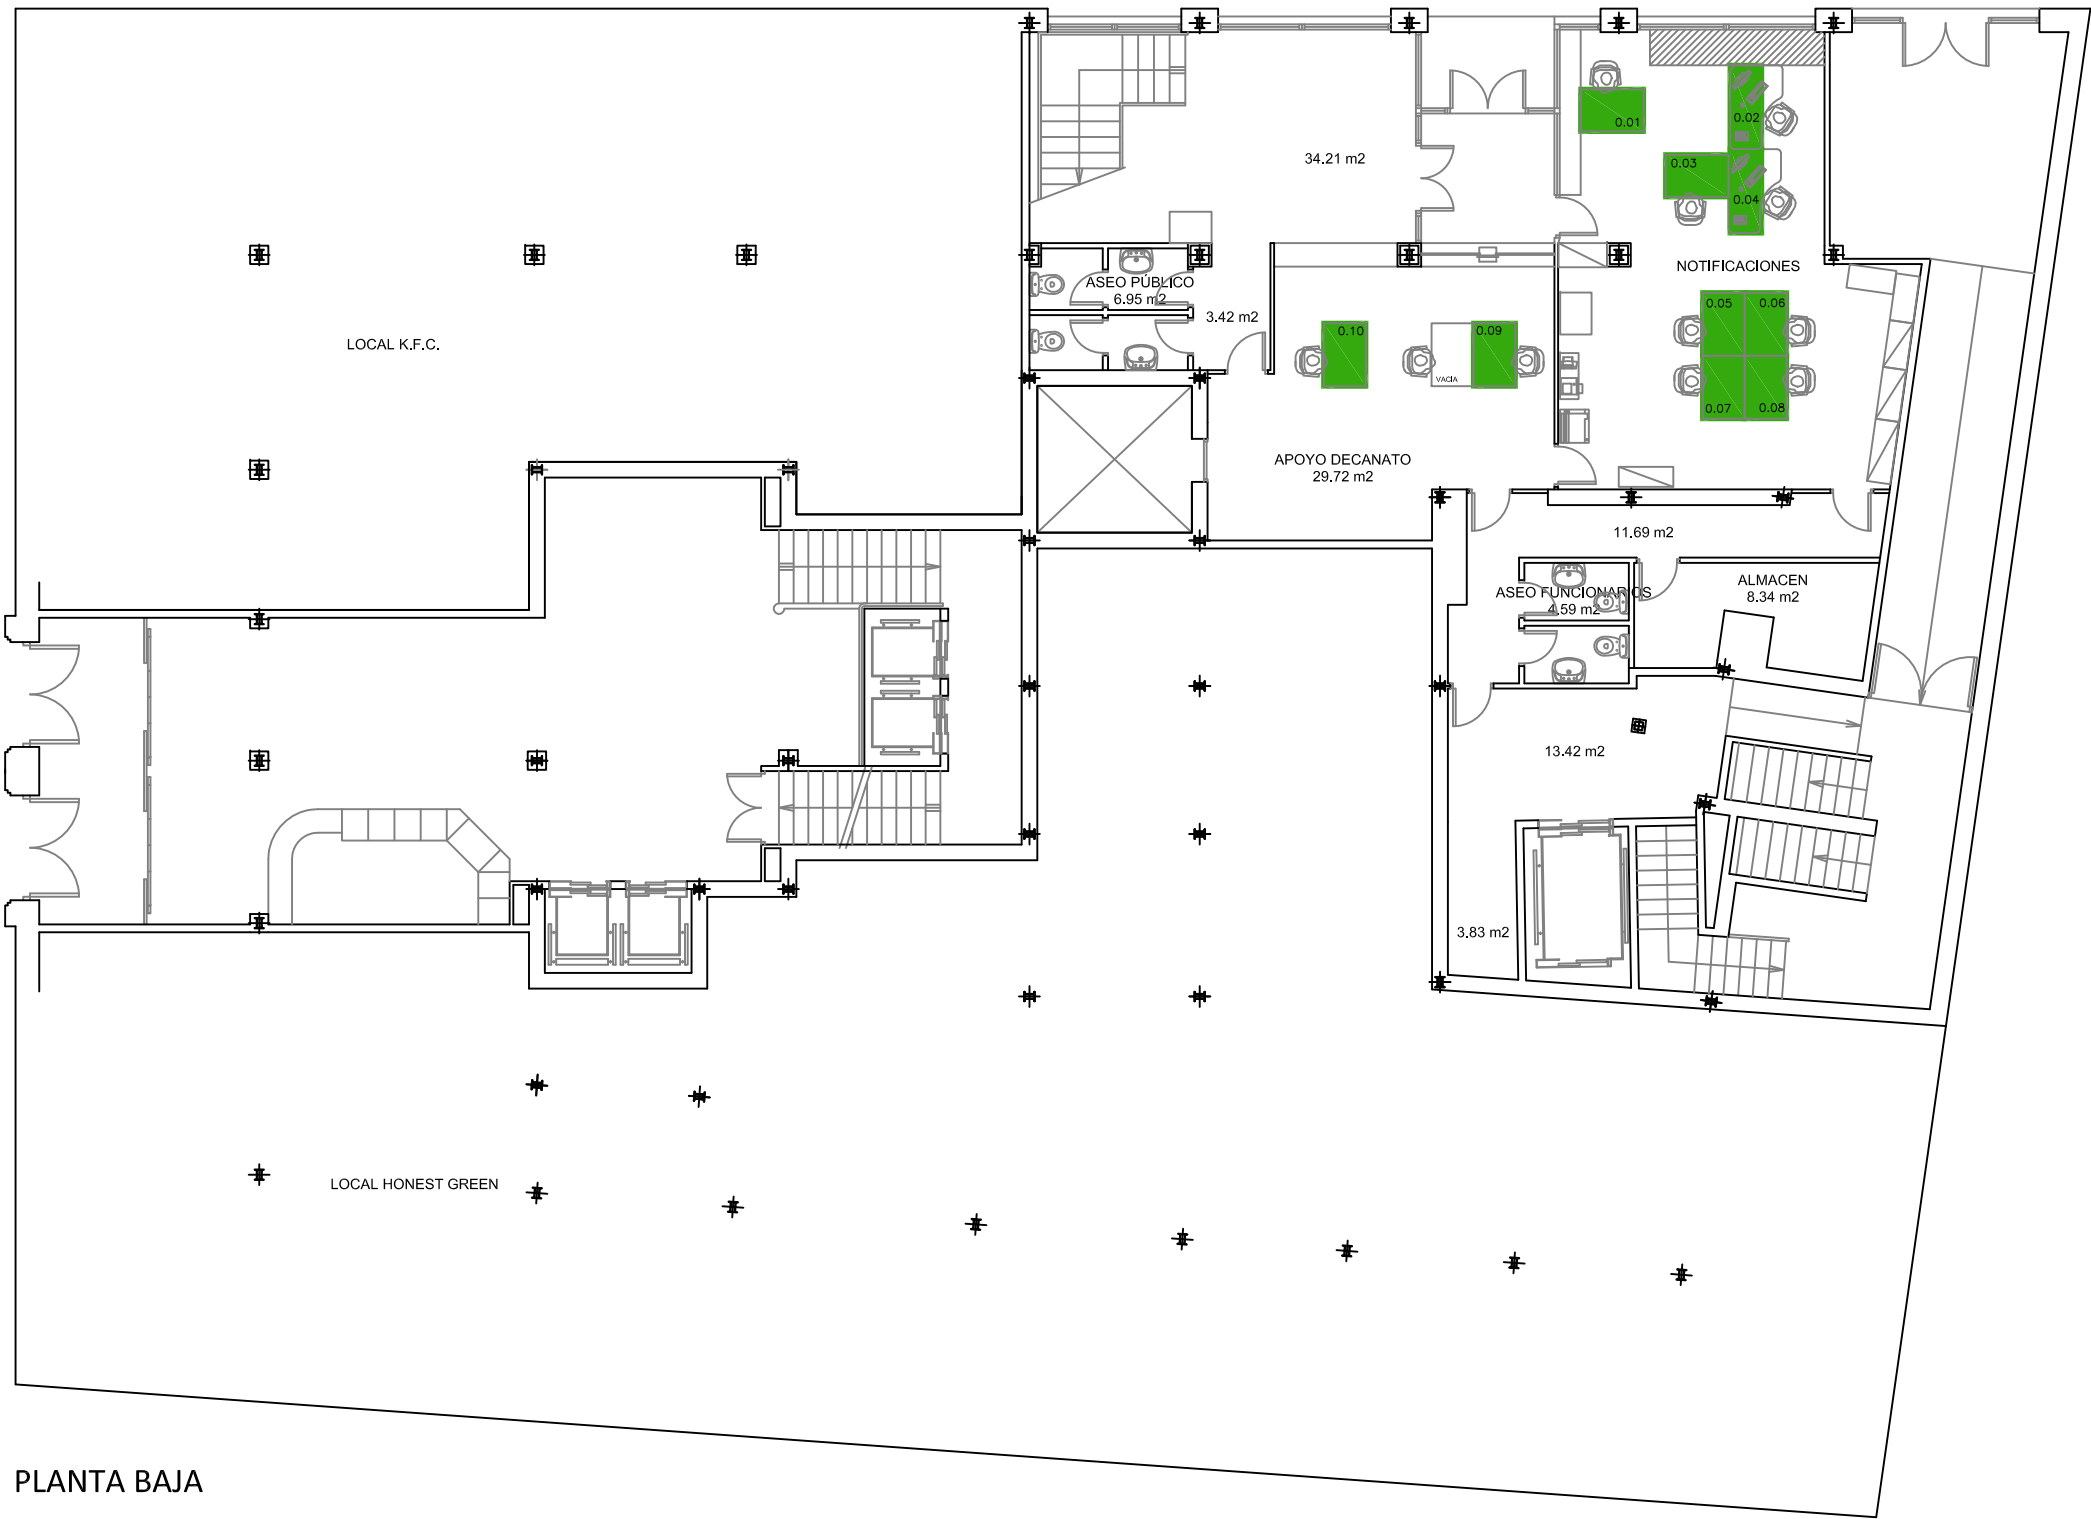 0.01
0.02
34.21 m2
0.03
0.04
NOTIFICACIONES
ASEO PÚBLICO
6.95 m2
3.42 m2
0.05
0.06
0.10
0.09
LOCAL K.F.C.
VACIA
0.07
0.08
APOYO DECANATO
29.72 m2
11.69 m2
ALMACEN
8.34 m2
ASEO FUNCIONARIOS
4.59 m2
13.42 m2
3.83 m2
LOCAL HONEST GREEN
PLANTA BAJA